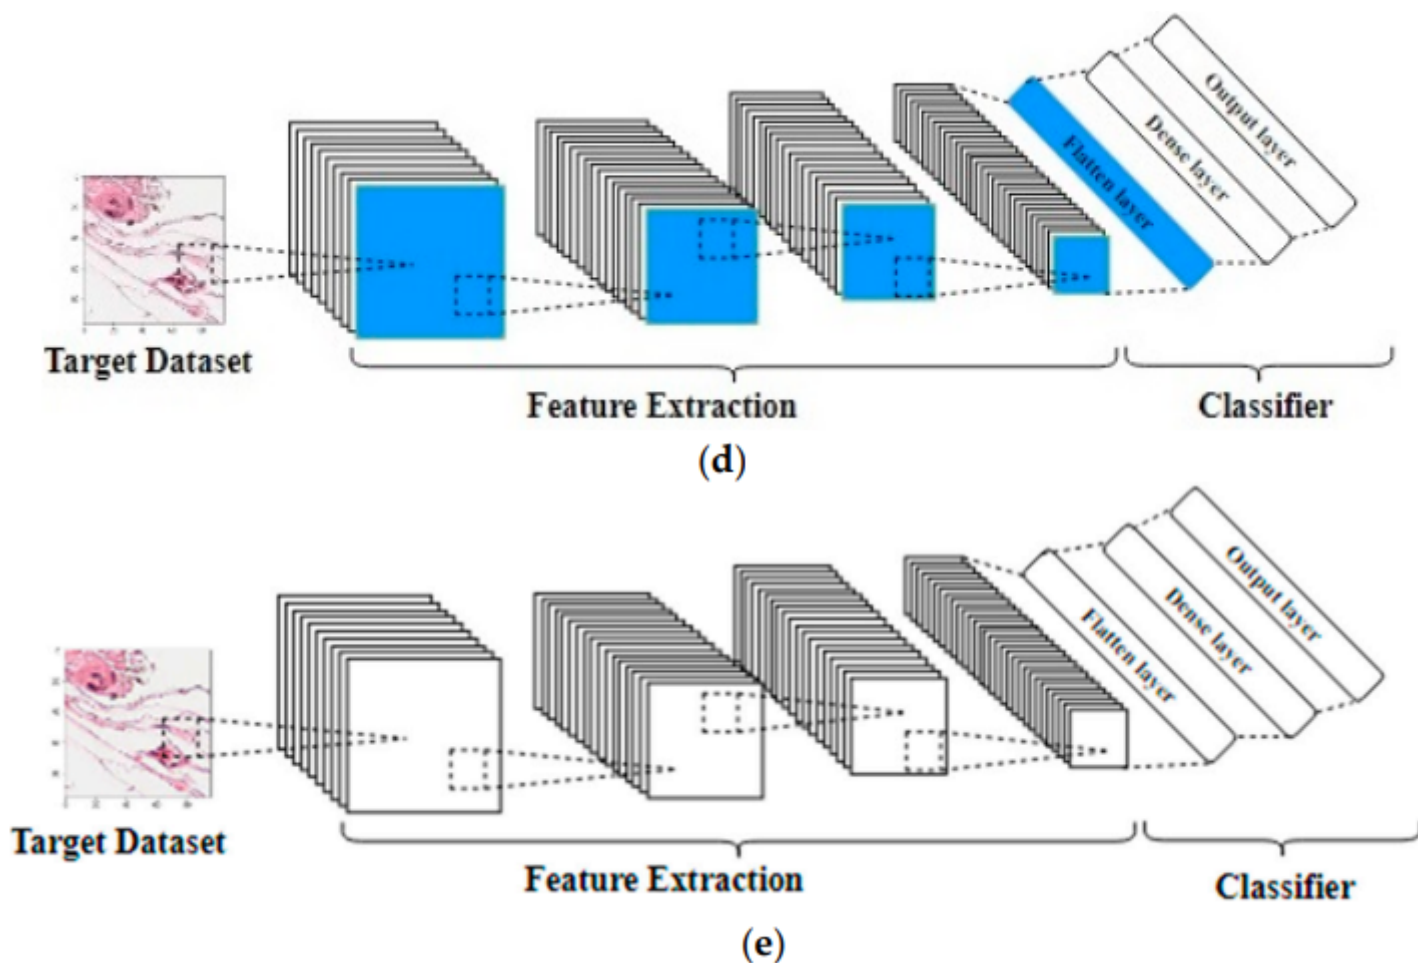 Output layer
Dense layer
Flatten layer
Target Dataset
Feature Extraction
Classifier
(d)
Output layer
Dense layer
Flatten layer
Target Dataset
Feature Extraction
Classifier
(e)